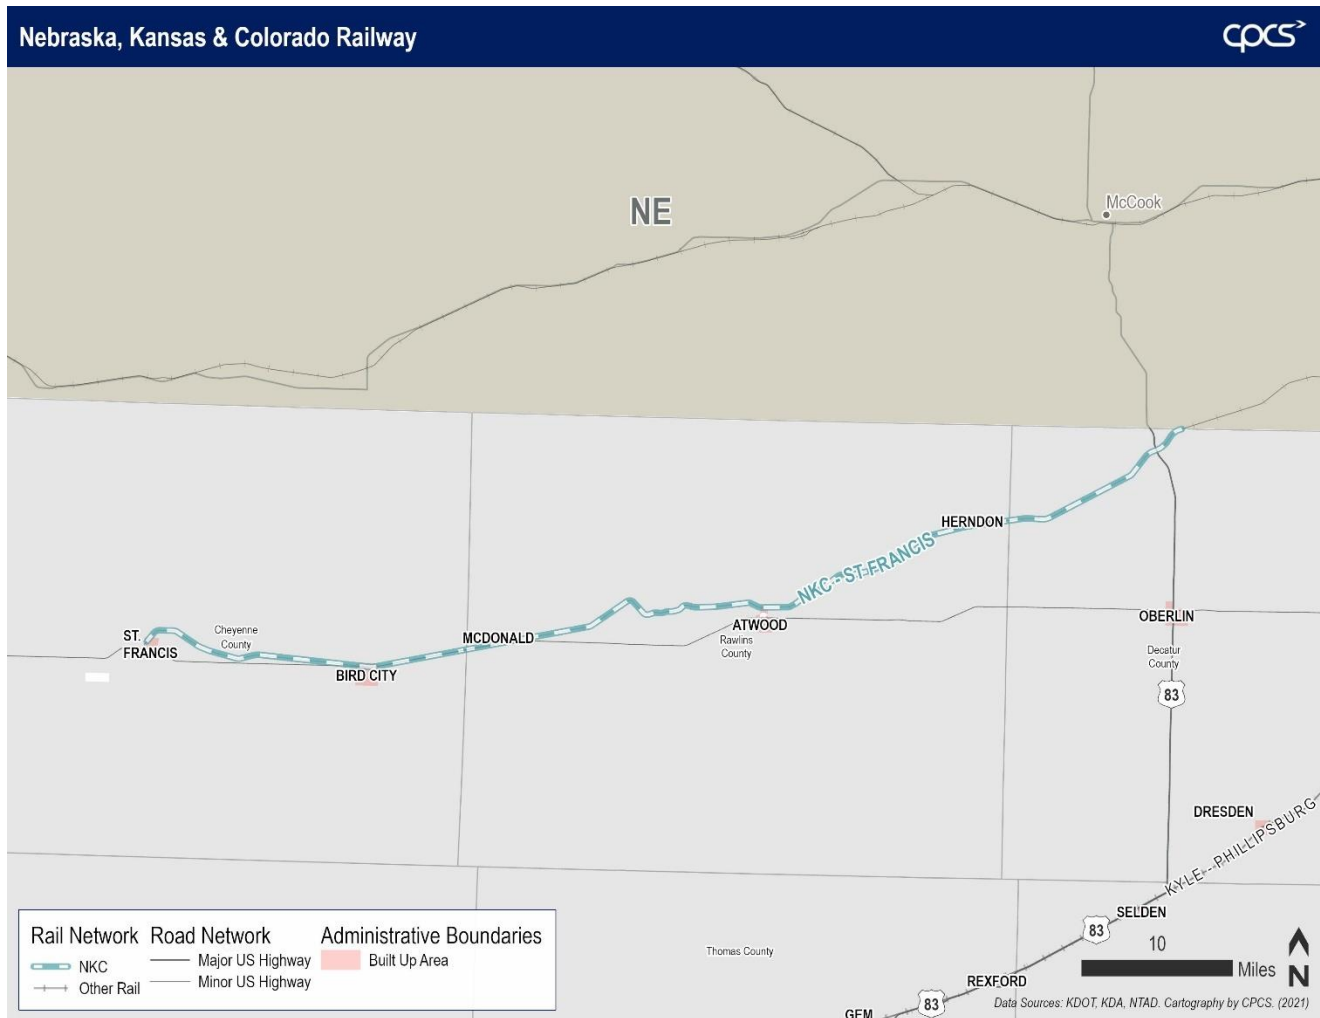 Nebraska, Kansas & Colorado Railway
cpcs
NE
McCook
HERNDON
NKC - ST FRANCIS
OBERLIN
ATWOOD
Rawlins
County
MCDONALD
Cheyenne
County
ST.
FRANCIS
BIRD CITY
Decatur
County
83
DRESDEN
KYLE - PHILLIPSBURG
SELDEN
83
Thomas County
REXFORD
83
GEM
Rail Network
NKC
Other Rail
Road Network
Major US Highway
Minor US Highway
Administrative Boundaries
Built Up Area
10
Miles
N
Data Sources: KDOT, KDA, NTAD. Cartography by CPCS. (2021)